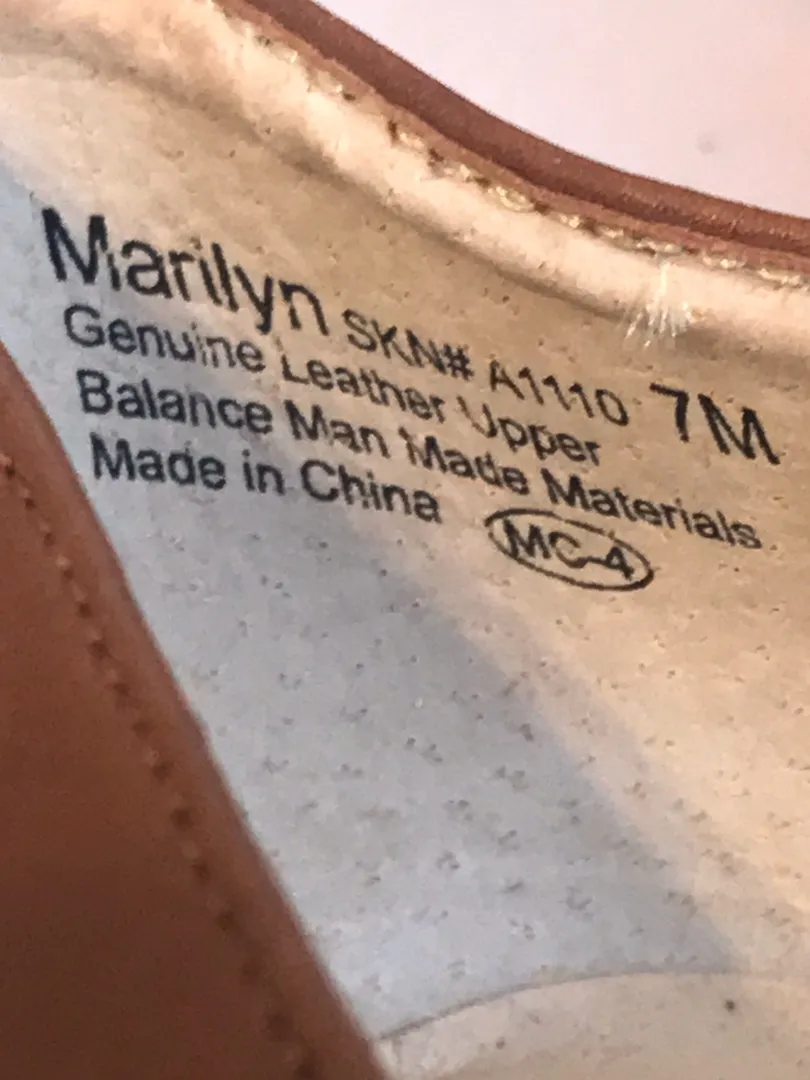 Marilyn SKN# A1110 7M
Genuine Leather Upper
Balance Man Made Materials
Made in China MC-4